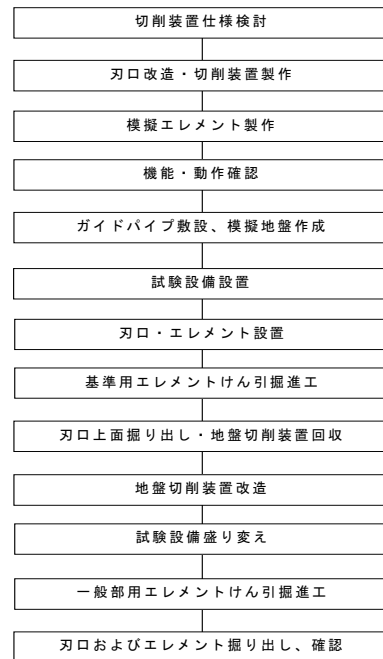 切削装置仕様検討
刃口改造・切削装置製作
模擬エレメント製作
機能・動作確認
ガイドパイプ敷設、模擬地盤作成
試験設備設置
刃口・エレメント設置
基準用エレメントけん引掘進工
刃口上面掘り出し・地盤切削装置回収
地盤切削装置改造
試験設備盛り変え
一般部用エレメントけん引掘進工
刃口およびエレメント掘り出し、確認